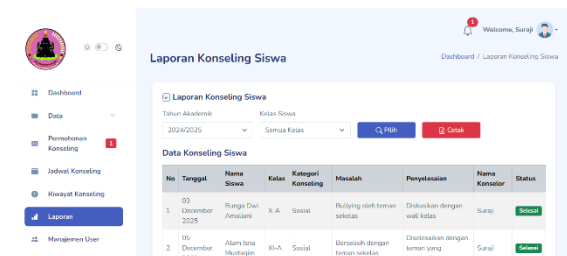 Welcome, Suraji
Laporan Konseling Siswa
Dashboard / Laporan Konseling Siswa
Dashboard
Data
Permohonan Konseling 1
Jadwal Konseling
Riwayat Konseling
Laporan
Manajemen User
Laporan Konseling Siswa
Tahun Akademik Kelas Siswa
2024/2025 Semua Kelas Pilih Cetak
Data Konseling Siswa
No Tanggal Nama Siswa Kelas Kategori Konseling Masalah Penyelesaian Nama Konselor Status
1 03 December 2025 Bunga Dwi Amaliani X-A Sosial Bullying oleh teman sekelas Diskusikan dengan wali kelas Suraji Selesai
2 05 December Alam Isna Mustaqim XI-A Sosial Berselisih dengan teman sekelas Diselesaikan dengan teman yang Suraji Selesai